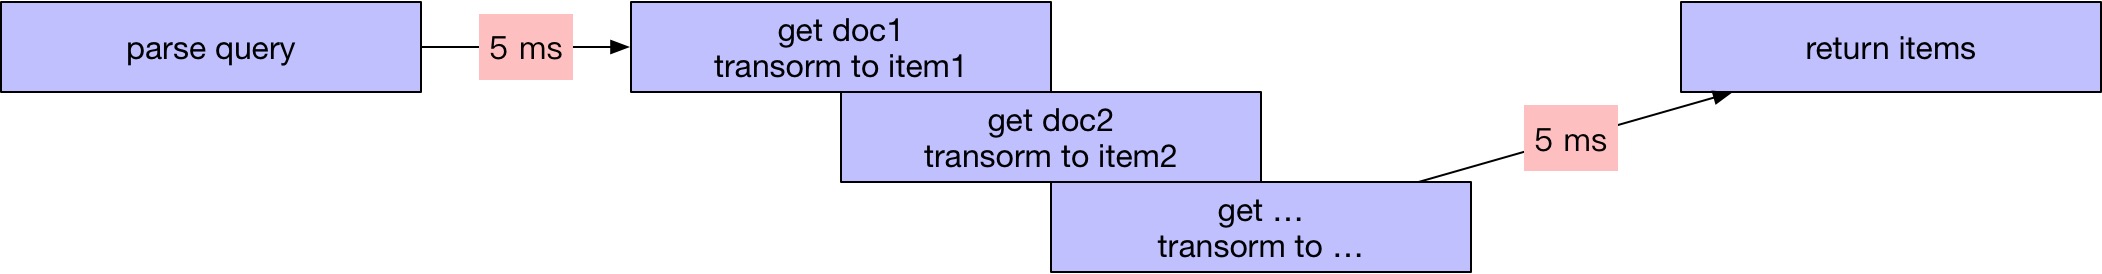 parse query
5 ms
get doc1
transorm to item1
get doc2
transorm to item2
get …
transorm to …
5 ms
return items